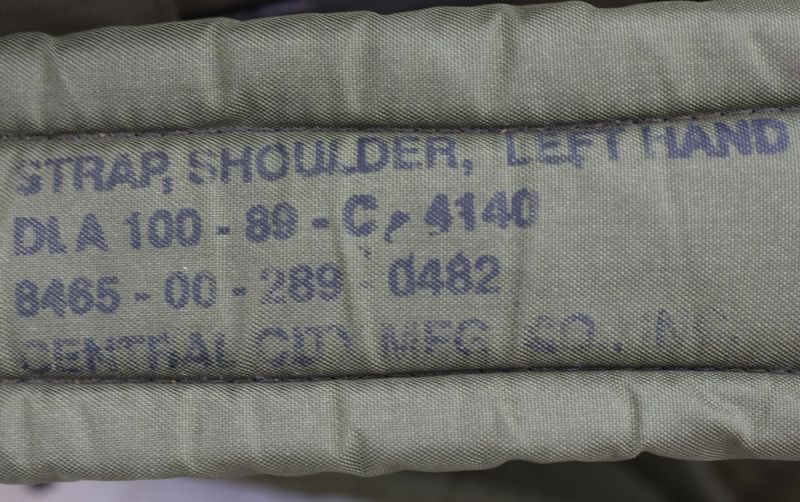 STRAP, SHOULDER, LEFT HAND
DLA 100 - 89 - C - 4140
8465 - 00 - 289 - 0482
CENTRAL CITY MFG. CO., INC.